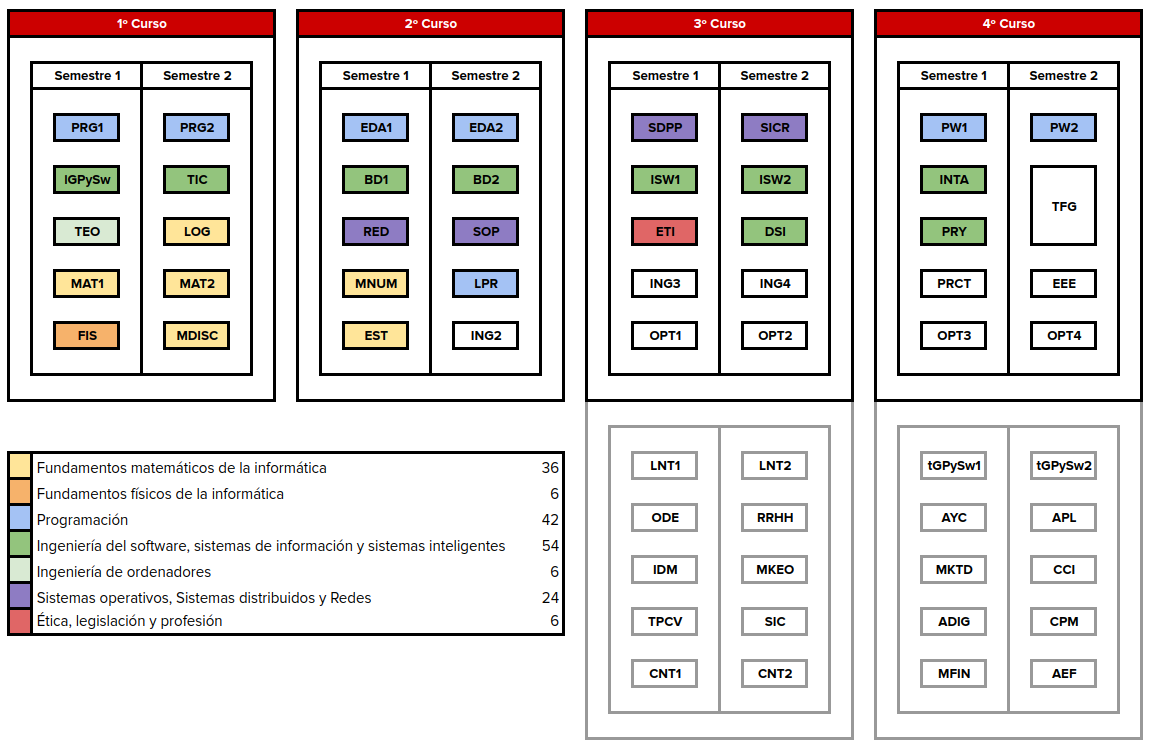 1º Curso
2º Curso
3º Curso
4º Curso
Semestre 1 Semestre 2
Semestre 1 Semestre 2
Semestre 1 Semestre 2
Semestre 1 Semestre 2
PRG1 PRG2 EDA1 EDA2 SDPP SICR PW1 PW2
IGPySw TIC BD1 BD2 ISW1 ISW2 INTA
TFG
TEO LOG RED SOP ETI DSI PRY
MAT1 MAT2 MNUM LPR ING3 ING4 PRCT EEE
FIS MDISC EST ING2 OPT1 OPT2 OPT3 OPT4
Fundamentos matemáticos de la informática 36
Fundamentos físicos de la informática 6
Programación 42
Ingeniería del software, sistemas de información y sistemas inteligentes 54
Ingeniería de ordenadores 6
Sistemas operativos, Sistemas distribuidos y Redes 24
Ética, legislación y profesión 6
LNT1 LNT2 tGPySw1 tGPySw2
ODE RRHH AYC APL
IDM MKEO MKTD CCI
TPCV SIC ADIG CPM
CNT1 CNT2 MFIN AEF